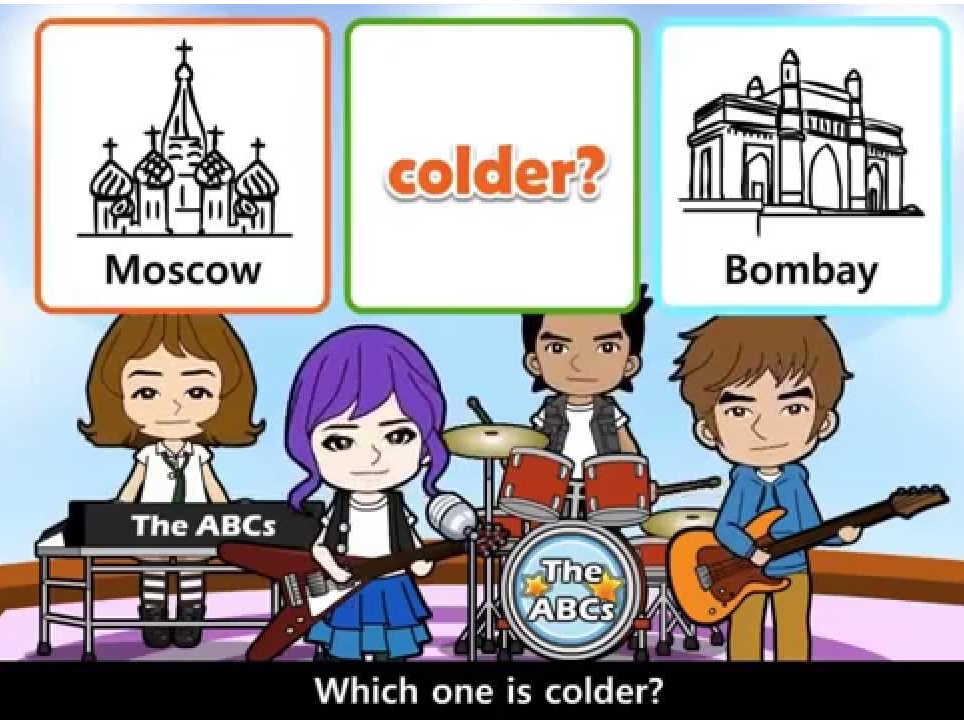 Moscow
colder?
Bombay
The ABCs
The
ABCs
Which one is colder?